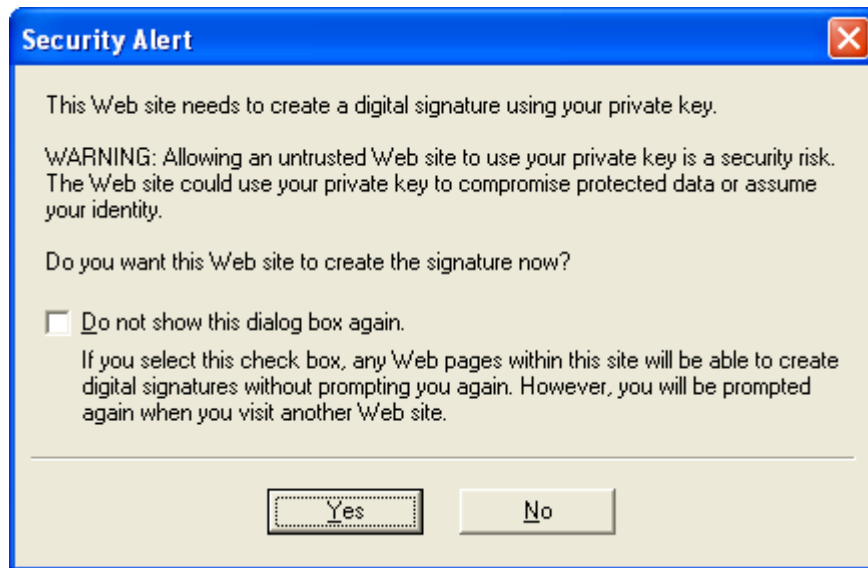 Security Alert
This Web site needs to create a digital signature using your private key.
WARNING: Allowing an untrusted Web site to use your private key is a security risk.
The Web site could use your private key to compromise protected data or assume
your identity.
Do you want this Web site to create the signature now?
Do not show this dialog box again.
If you select this check box, any Web pages within this site will be able to create
digital signatures without prompting you again. However, you will be prompted
again when you visit another Web site.
Yes No